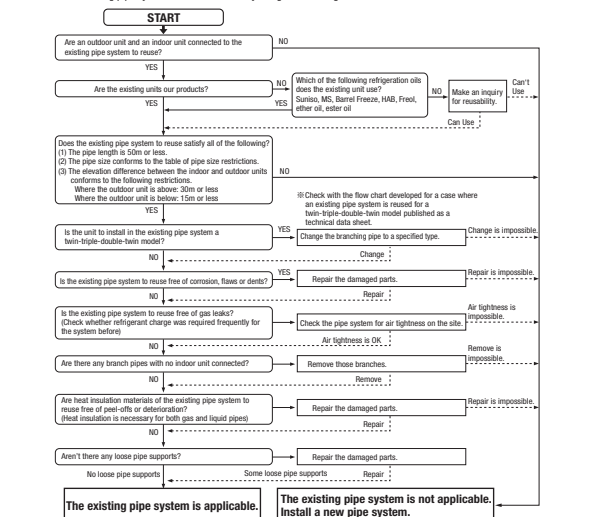 START
Are an outdoor unit and an indoor unit connected to the
existing pipe system to reuse?
NO
YES
Are the existing units our products?
NO
YES
Which of the following refrigeration oils
does the existing unit use?
Suniso, MS, Barrel Freeze, HAB, Freol,
ether oil, ester oil
YES
NO
Make an inquiry
for reusability.
Can't
Use
Can Use
Does the existing pipe system to reuse satisfy all of the following?
(1) The pipe length is 50m or less.
(2) The pipe size conforms to the table of pipe size restrictions.
(3) The elevation difference between the indoor and outdoor units
conforms to the following restrictions.
Where the outdoor unit is above: 30m or less
Where the outdoor unit is below: 15m or less
NO
YES
※Check with the flow chart developed for a case where
an existing pipe system is reused for a
twin-triple-double-twin model published as a
technical data sheet.
Is the unit to install in the existing pipe system a
twin-triple-double-twin model?
YES
Change the branching pipe to a specified type.
Change is impossible.
NO
Change
Is the existing pipe system to reuse free of corrosion, flaws or dents?
YES
Repair the damaged parts.
Repair is impossible.
NO
Repair
Is the existing pipe system to reuse free of gas leaks?
(Check whether refrigerant charge was required frequently for
the system before)
Check the pipe system for air tightness on the site.
Air tightness is
impossible.
NO
Air tightness is OK
Are there any branch pipes with no indoor unit connected?
Remove those branches.
Remove is
impossible.
NO
Remove
Are heat insulation materials of the existing pipe system to
reuse free of peel-offs or deterioration?
(Heat insulation is necessary for both gas and liquid pipes)
Repair the damaged parts.
Repair is impossible.
NO
Repair
Aren't there any loose pipe supports?
Repair the damaged parts.
No loose pipe supports
Some loose pipe supports
Repair
The existing pipe system is applicable.
The existing pipe system is not applicable.
Install a new pipe system.